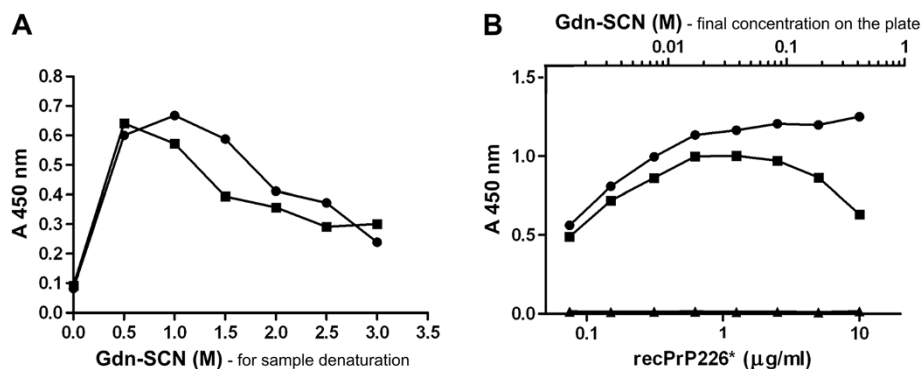 A
A 450 nm
0.8
0.7
0.6
0.5
0.4
0.3
0.2
0.1
0.0
0.0 0.5 1.0 1.5 2.0 2.5 3.0 3.5
Gdn-SCN (M) - for sample denaturation
B
Gdn-SCN (M) - final concentration on the plate
0.01 0.1 1
A 450 nm
1.5
1.0
0.5
0.0
0.1 1 10
recPrP226* (µg/ml)